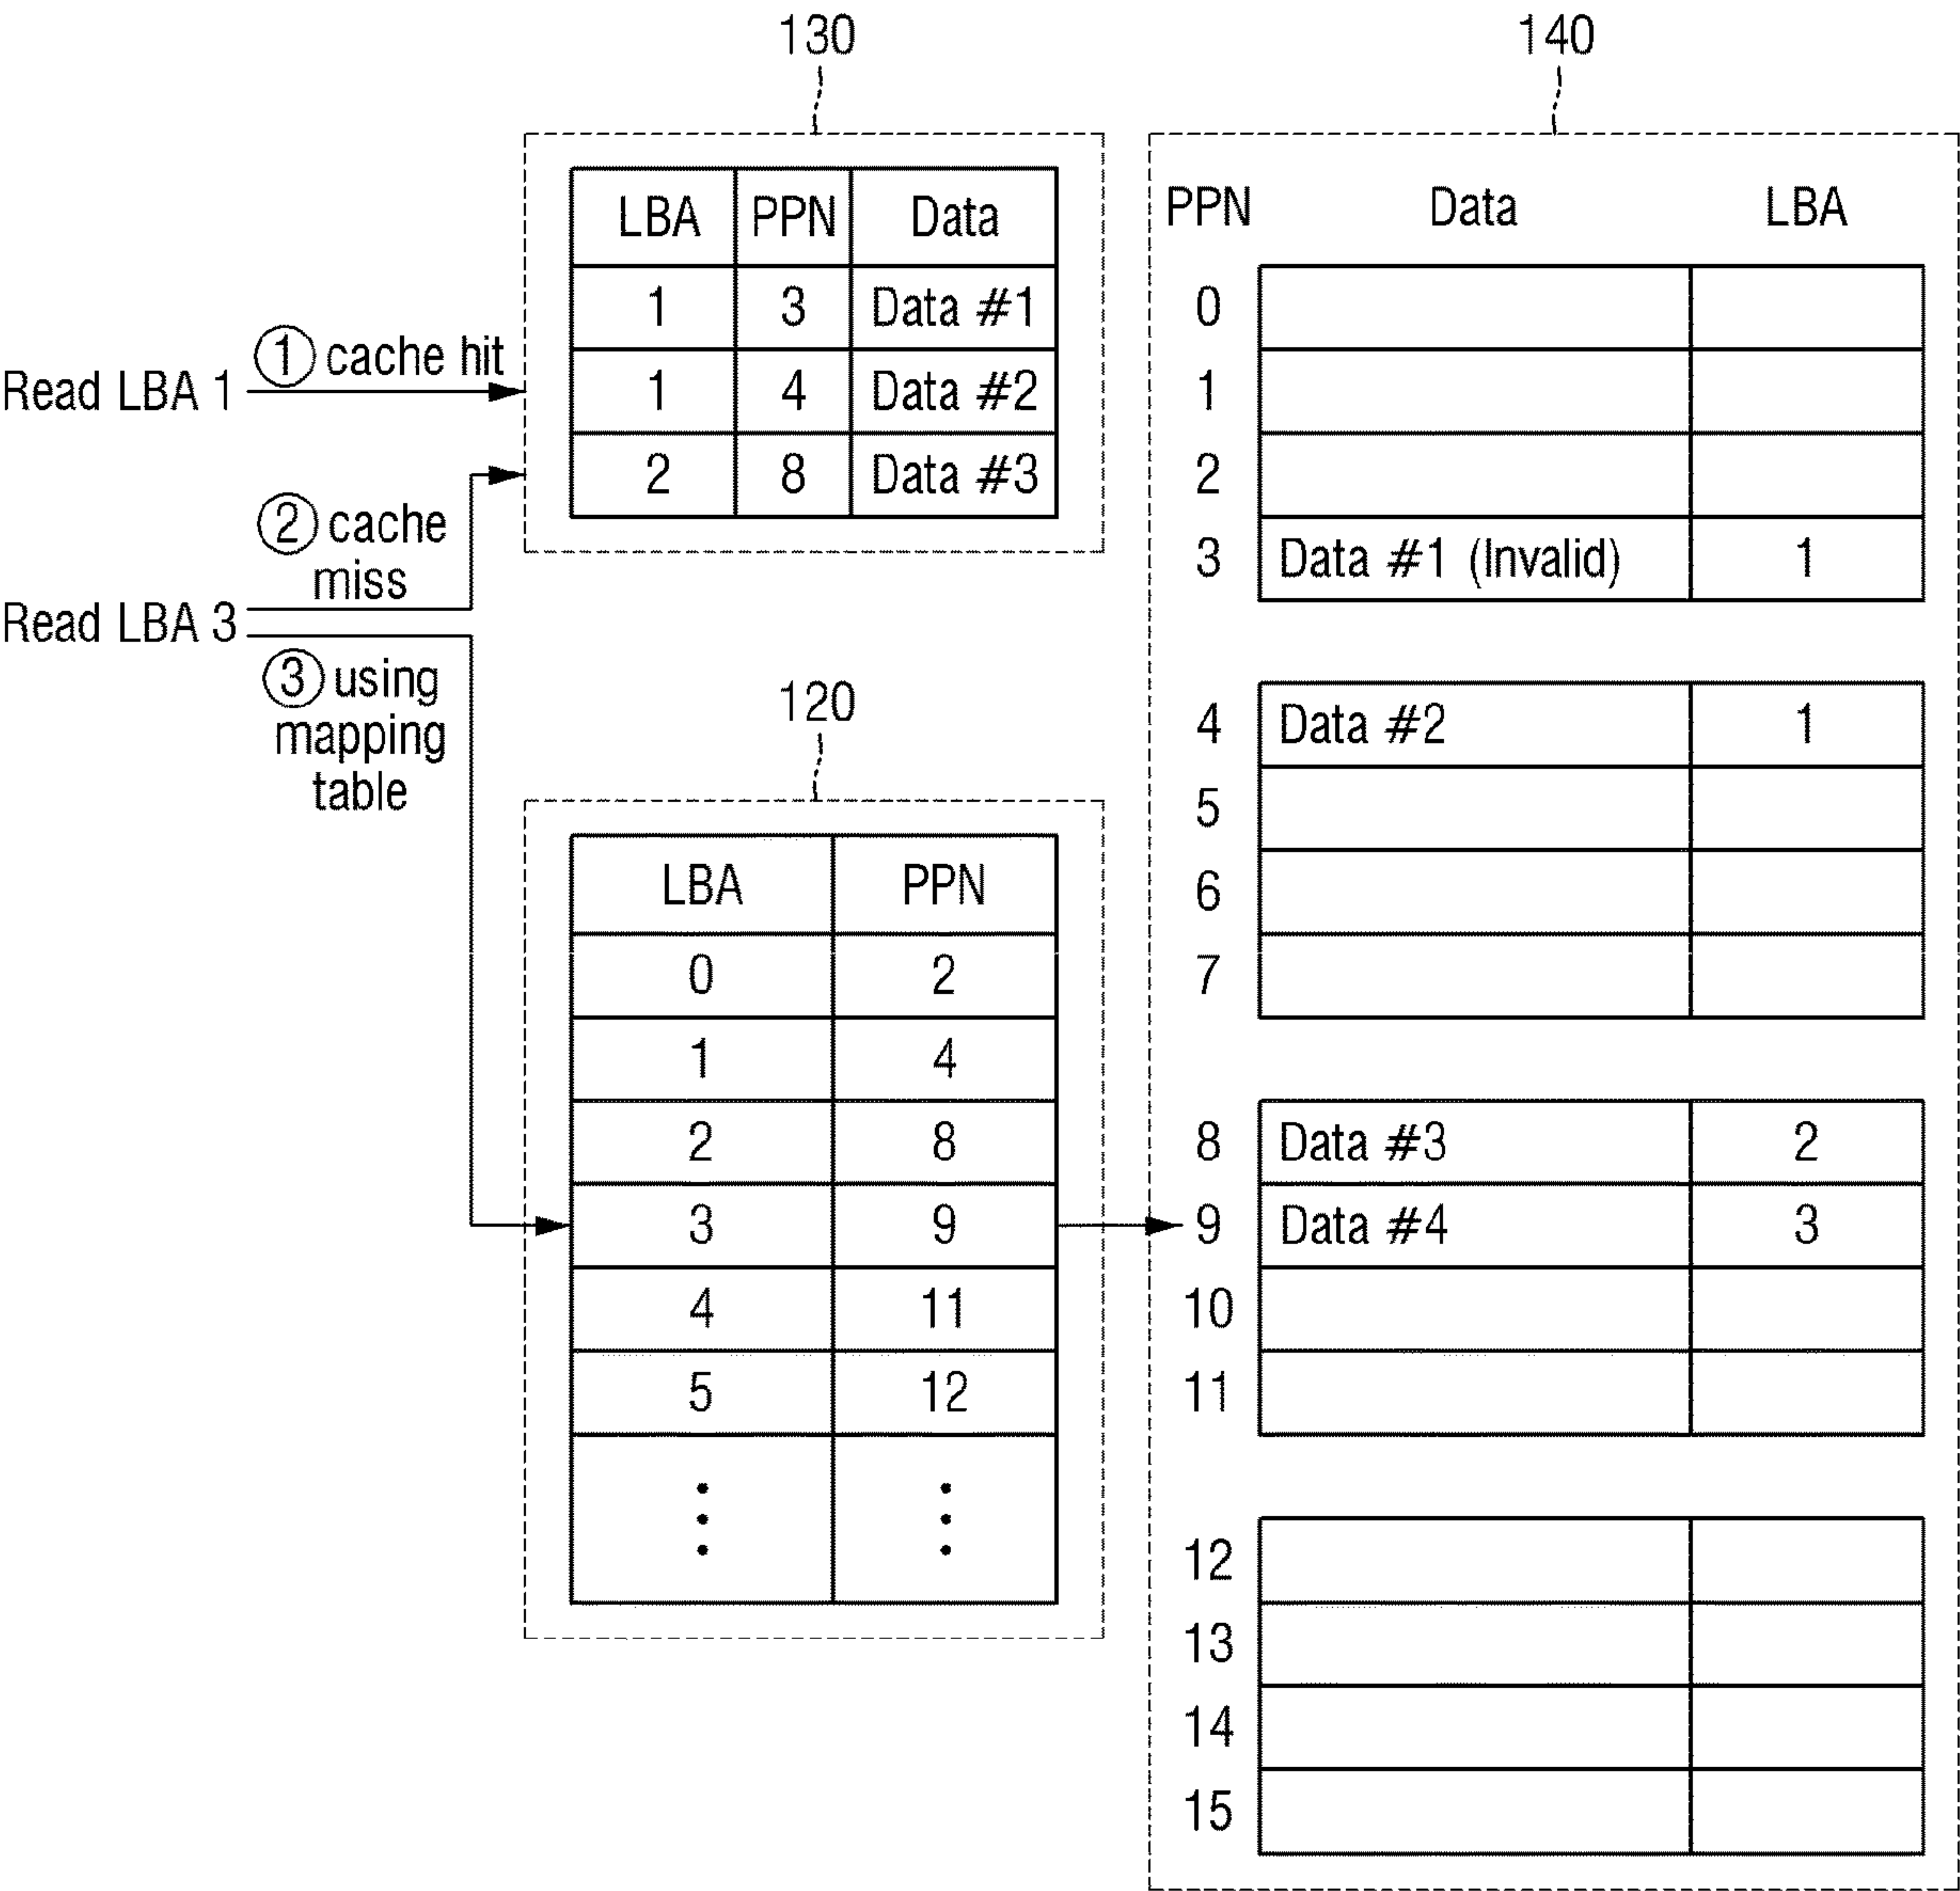 130
140
LBA PPN Data
1 3 Data #1
1 4 Data #2
2 8 Data #3
Read LBA 1
① cache hit
② cache
miss
Read LBA 3
③ using
mapping
table
120
LBA PPN
0 2
1 4
2 8
3 9
4 11
5 12
PPN Data LBA
0
1
2
3 Data #1 (Invalid) 1
4 Data #2 1
5
6
7
8 Data #3 2
9 Data #4 3
10
11
12
13
14
15